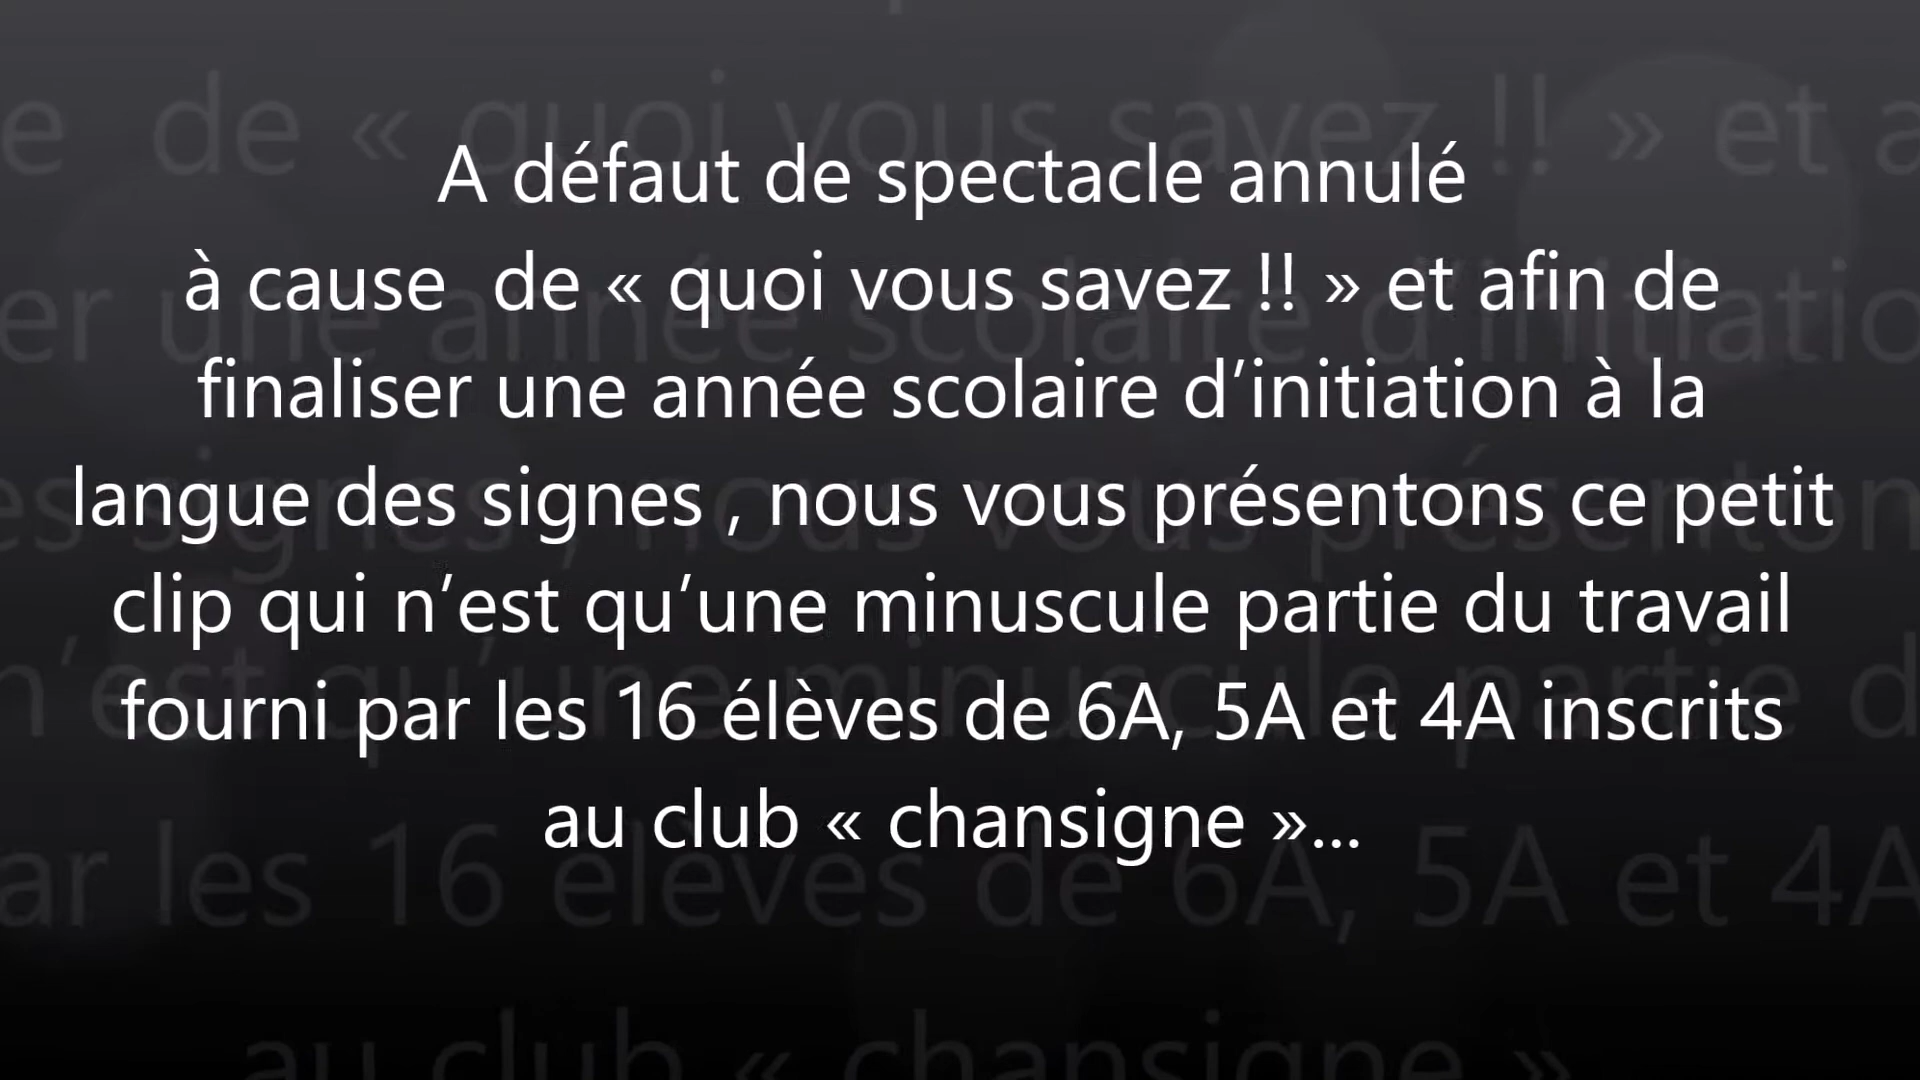 A défaut de spectacle annulé
à cause  de « quoi vous savez !! » et afin de
finaliser une année scolaire d’initiation à la
langue des signes , nous vous présentons ce petit
clip qui n’est qu’une minuscule partie du travail
fourni par les 16 élèves de 6A, 5A et 4A inscrits
au club « chansigne »...